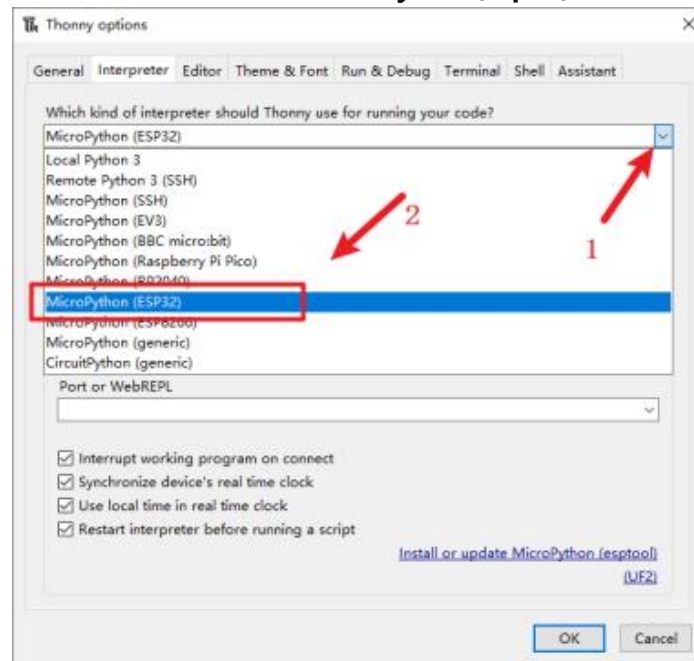 Thonny options
General Interpreter Editor Theme & Font Run & Debug Terminal Shell Assistant
Which kind of interpreter should Thonny use for running your code?
MicroPython (ESP32)
Local Python 3
Remote Python 3 (SSH)
MicroPython (SSH)
MicroPython (EV3)
MicroPython (BBC micro:bit)
2
MicroPython (Raspberry Pi Pico)
1
MicroPython (RP2040)
MicroPython (ESP32)
MicroPython (ESP8266)
MicroPython (generic)
CircuitPython (generic)
Port or WebREPL
Interrupt working program on connect
Synchronize device's real time clock
Use local time in real time clock
Restart interpreter before running a script
Install or update MicroPython (esptool)
(UF2)
OK Cancel